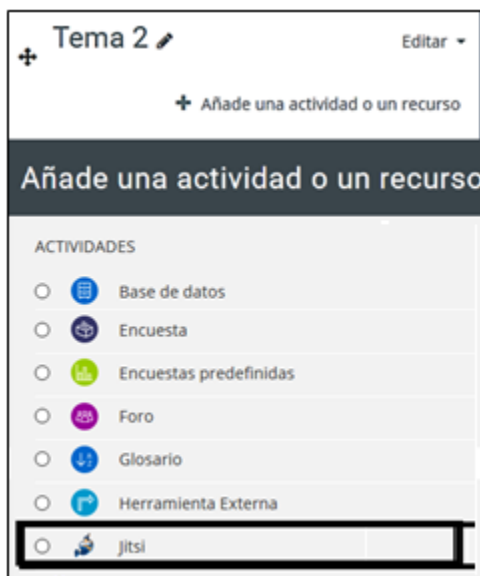 Tema 2
Editar
Añade una actividad o un recurso
Añade una actividad o un recurso
ACTIVIDADES
Base de datos
Encuesta
Encuestas predefinidas
Foro
Glosario
Herramienta Externa
Jitsi